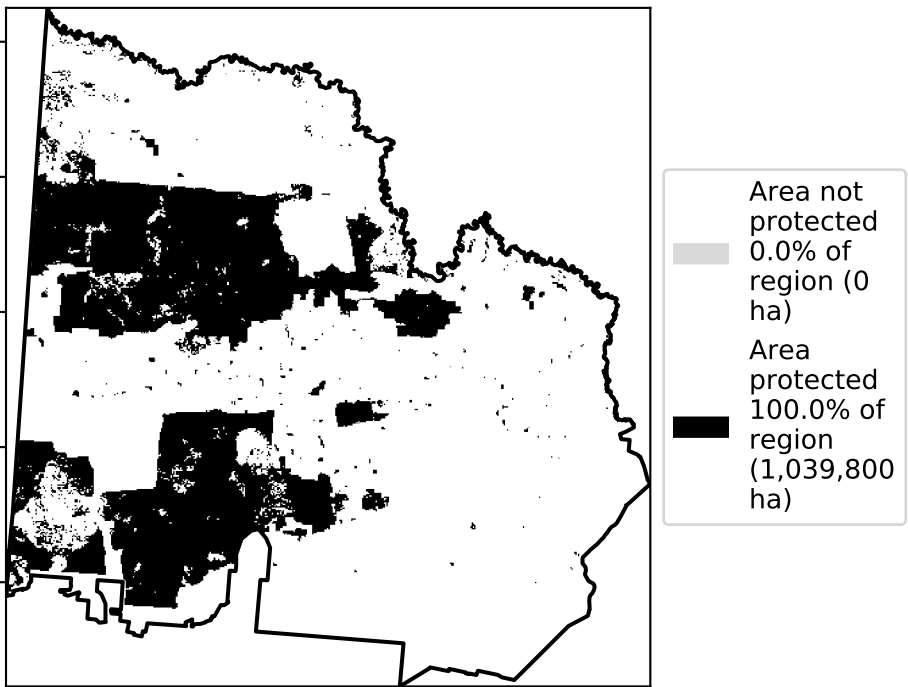 Area not
protected
0.0% of
region (0
ha)
Area
protected
100.0% of
region
(1,039,800
ha)